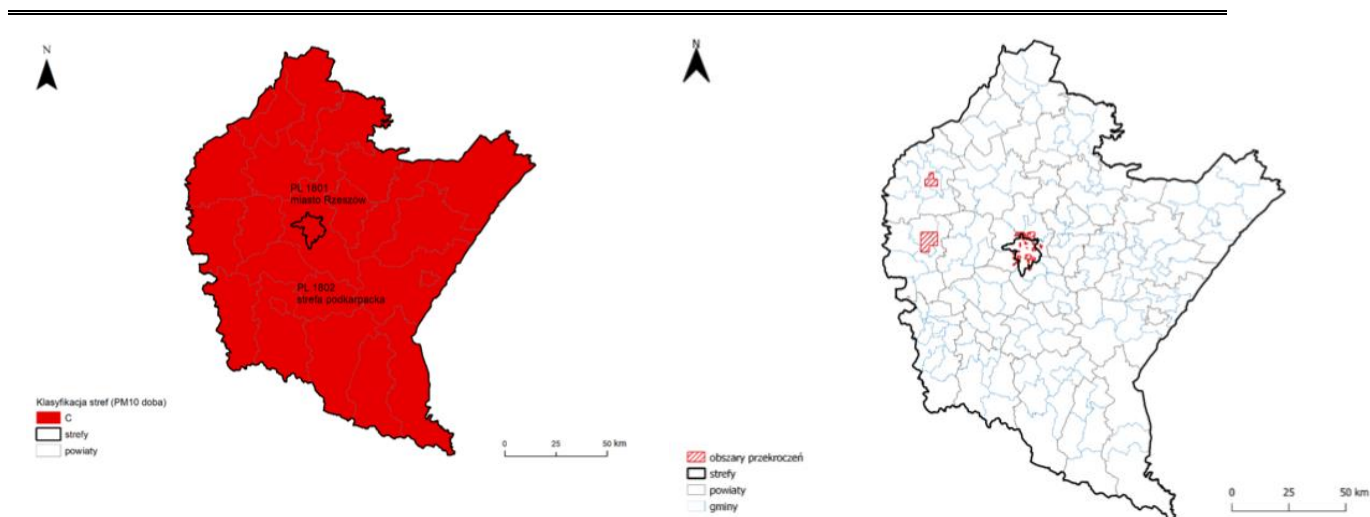 N
PL 1801
miasto Rzeszów
PL 1802
strefa podkarpacka
Klasyfikacja stref (PM10 doba)
C
strefy
powiaty
0 25 50 km
N
obszary przekroczeń
strefy
powiaty
gminy
0 25 50 km